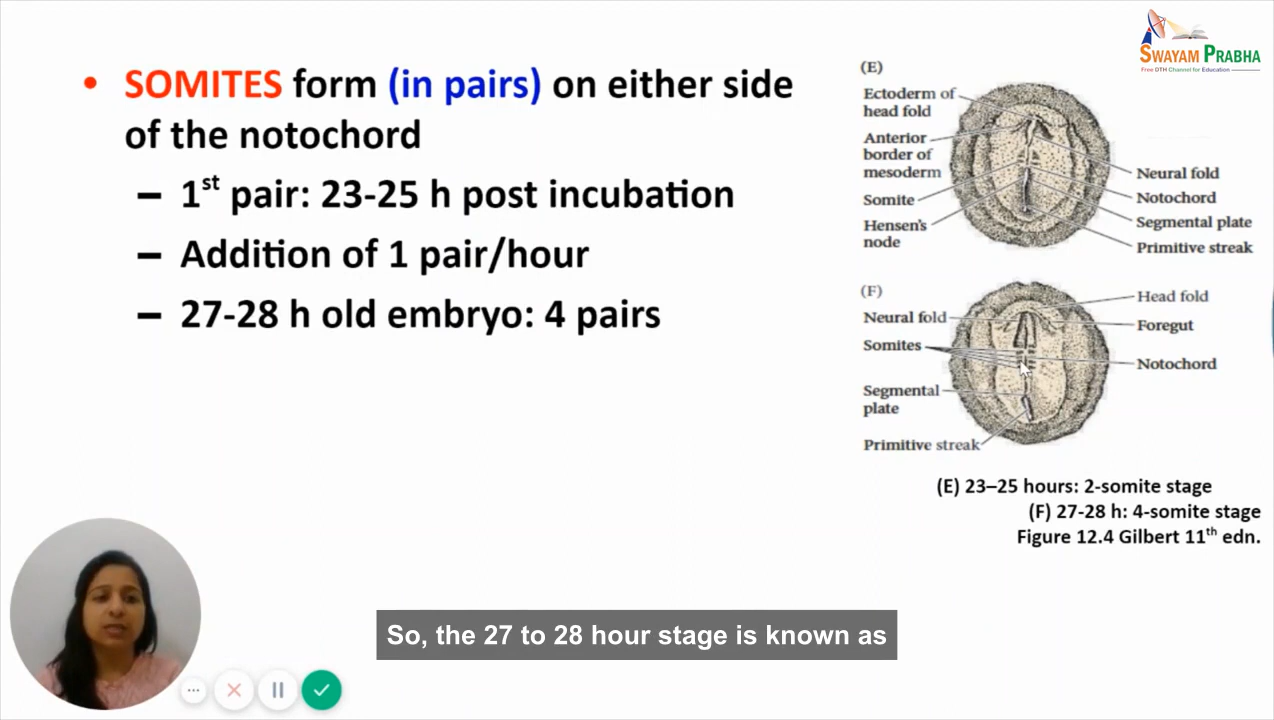 SWAYAM PRABHA
Free DTH Channel for Education
• SOMITES form (in pairs) on either side
of the notochord
– 1st pair: 23-25 h post incubation
– Addition of 1 pair/hour
– 27-28 h old embryo: 4 pairs
(E)
Ectoderm of
head fold
Anterior
border of
mesoderm
Somite
Hensen's
node
Neural fold
Notochord
Segmental plate
Primitive streak
(F)
Neural fold
Somites
Segmental
plate
Primitive streak
Head fold
Foregut
Notochord
(E) 23–25 hours: 2-somite stage
(F) 27-28 h: 4-somite stage
Figure 12.4 Gilbert 11th edn.
So, the 27 to 28 hour stage is known as